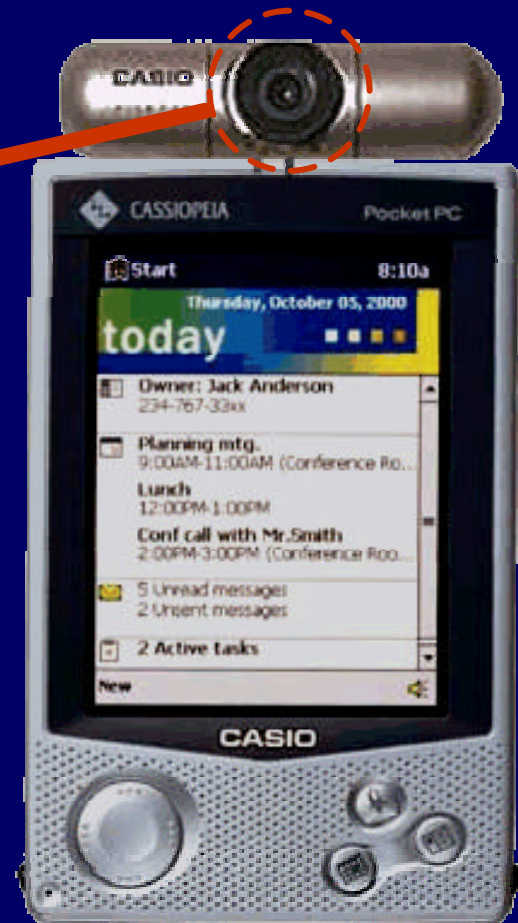 CASIO
CASSIOPEIA
Pocket PC
Start
8:10a
Thursday, October 05, 2000
today
Owner: Jack Anderson
234-767-33xx
Planning mtg.
9:00AM-11:00AM (Conference Ro...
Lunch
12:00PM-1:00PM
Conf call with Mr.Smith
2:00PM-3:00PM (Conference Roo...
5 Unread messages
2 Unsent messages
2 Active tasks
New
CASIO